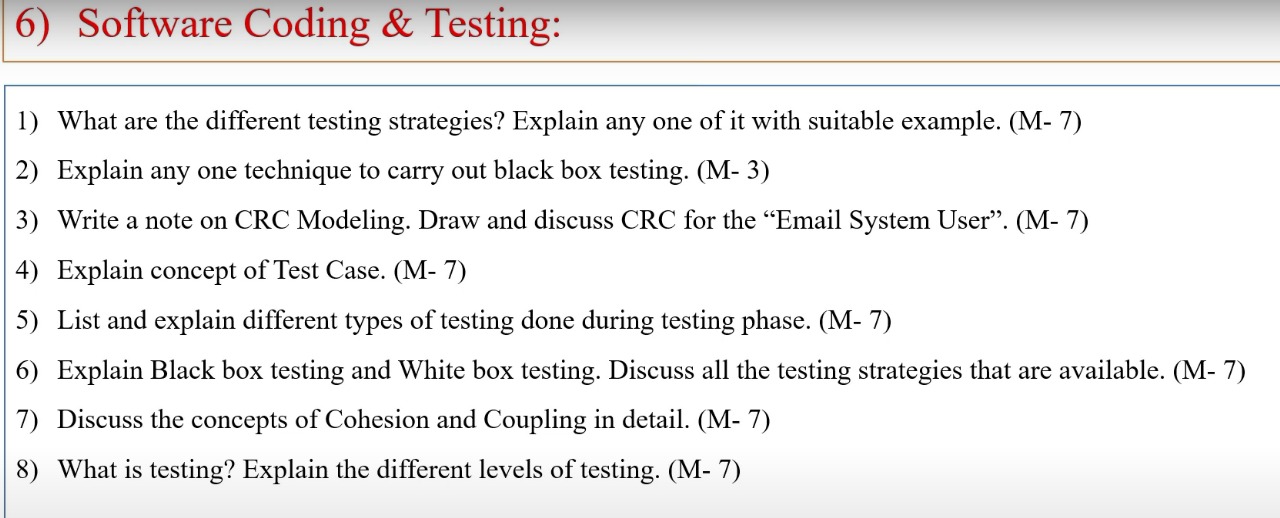 6) Software Coding & Testing:
1) What are the different testing strategies? Explain any one of it with suitable example. (M- 7)
2) Explain any one technique to carry out black box testing. (M- 3)
3) Write a note on CRC Modeling. Draw and discuss CRC for the “Email System User”. (M- 7)
4) Explain concept of Test Case. (M- 7)
5) List and explain different types of testing done during testing phase. (M- 7)
6) Explain Black box testing and White box testing. Discuss all the testing strategies that are available. (M- 7)
7) Discuss the concepts of Cohesion and Coupling in detail. (M- 7)
8) What is testing? Explain the different levels of testing. (M- 7)